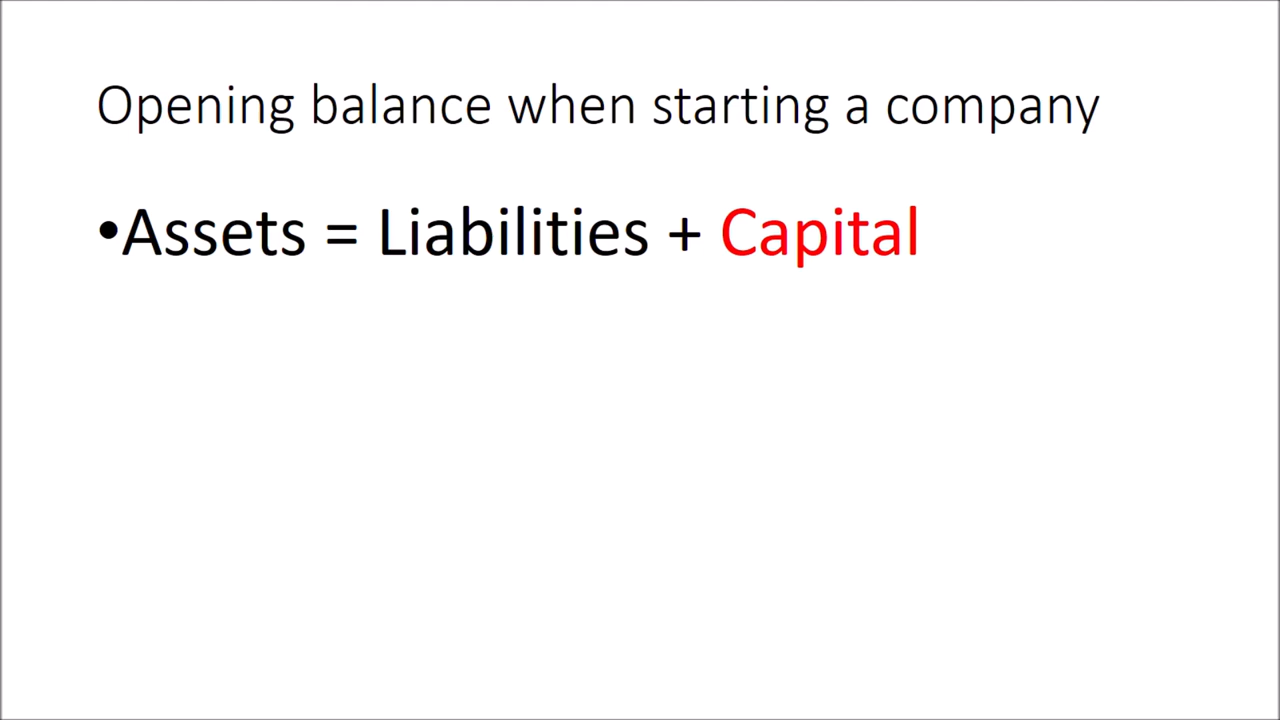 Opening balance when starting a company
•Assets = Liabilities + Capital